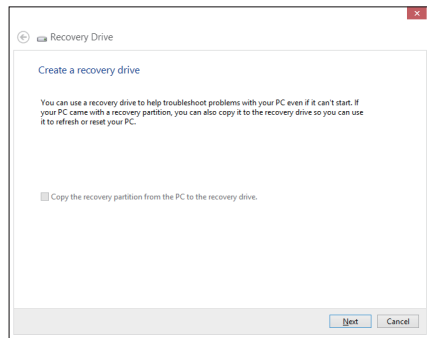 Recovery Drive
Create a recovery drive
You can use a recovery drive to help troubleshoot problems with your PC even if it can't start. If
your PC came with a recovery partition, you can also copy it to the recovery drive so you can use
it to refresh or reset your PC.
Copy the recovery partition from the PC to the recovery drive.
Next Cancel